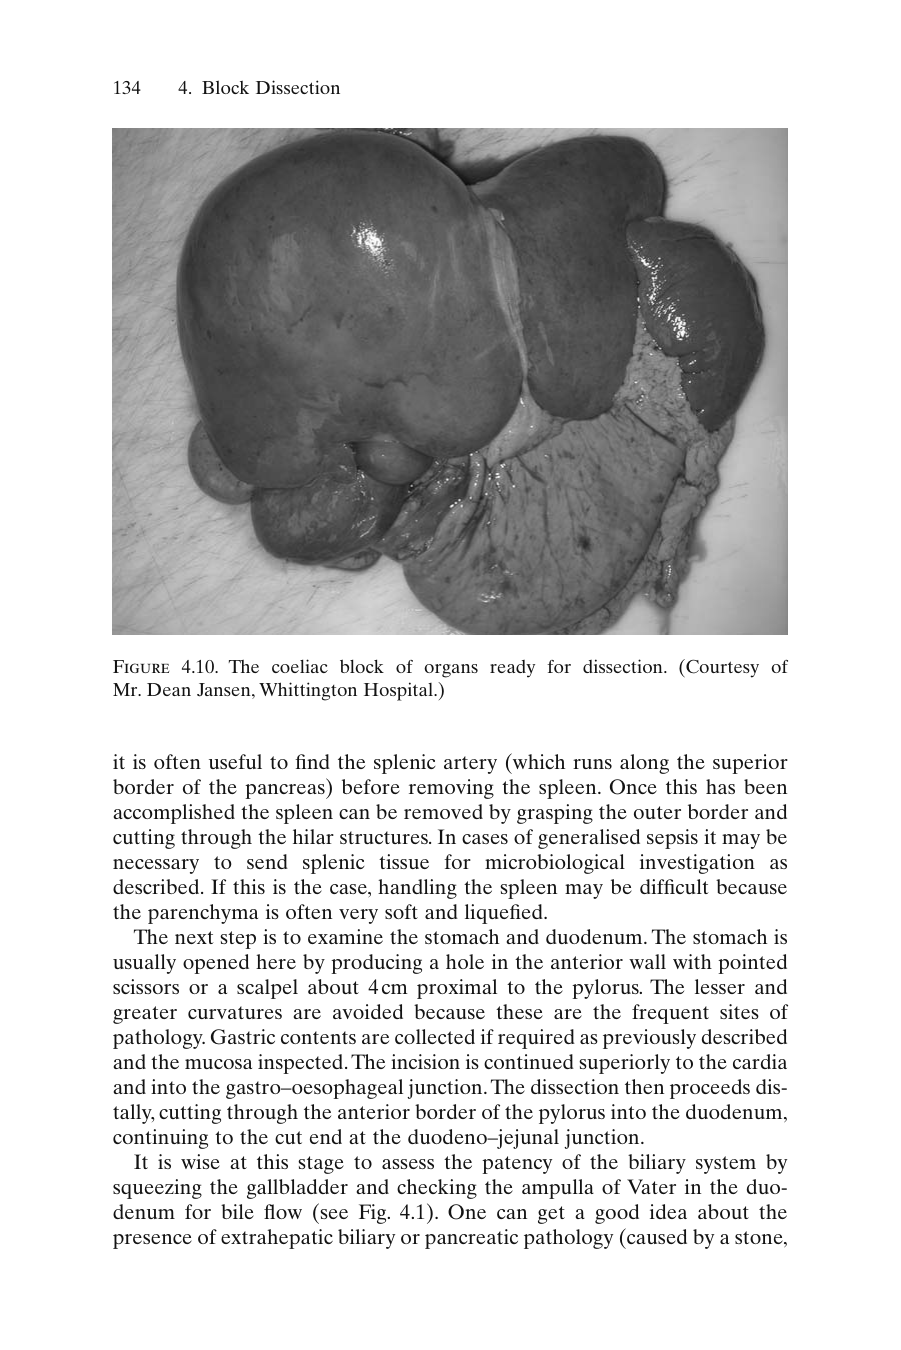 134 4. Block Dissection
FIGURE 4.10. The coeliac block of organs ready for dissection. (Courtesy of
Mr. Dean Jansen, Whittington Hospital.)
it is often useful to find the splenic artery (which runs along the superior
border of the pancreas) before removing the spleen. Once this has been
accomplished the spleen can be removed by grasping the outer border and
cutting through the hilar structures. In cases of generalised sepsis it may be
necessary to send splenic tissue for microbiological investigation as
described. If this is the case, handling the spleen may be difficult because
the parenchyma is often very soft and liquefied.
The next step is to examine the stomach and duodenum. The stomach is
usually opened here by producing a hole in the anterior wall with pointed
scissors or a scalpel about 4 cm proximal to the pylorus. The lesser and
greater curvatures are avoided because these are the frequent sites of
pathology. Gastric contents are collected if required as previously described
and the mucosa inspected. The incision is continued superiorly to the cardia
and into the gastro–oesophageal junction. The dissection then proceeds dis-
tally, cutting through the anterior border of the pylorus into the duodenum,
continuing to the cut end at the duodeno–jejunal junction.
It is wise at this stage to assess the patency of the biliary system by
squeezing the gallbladder and checking the ampulla of Vater in the duo-
denum for bile flow (see Fig. 4.1). One can get a good idea about the
presence of extrahepatic biliary or pancreatic pathology (caused by a stone,